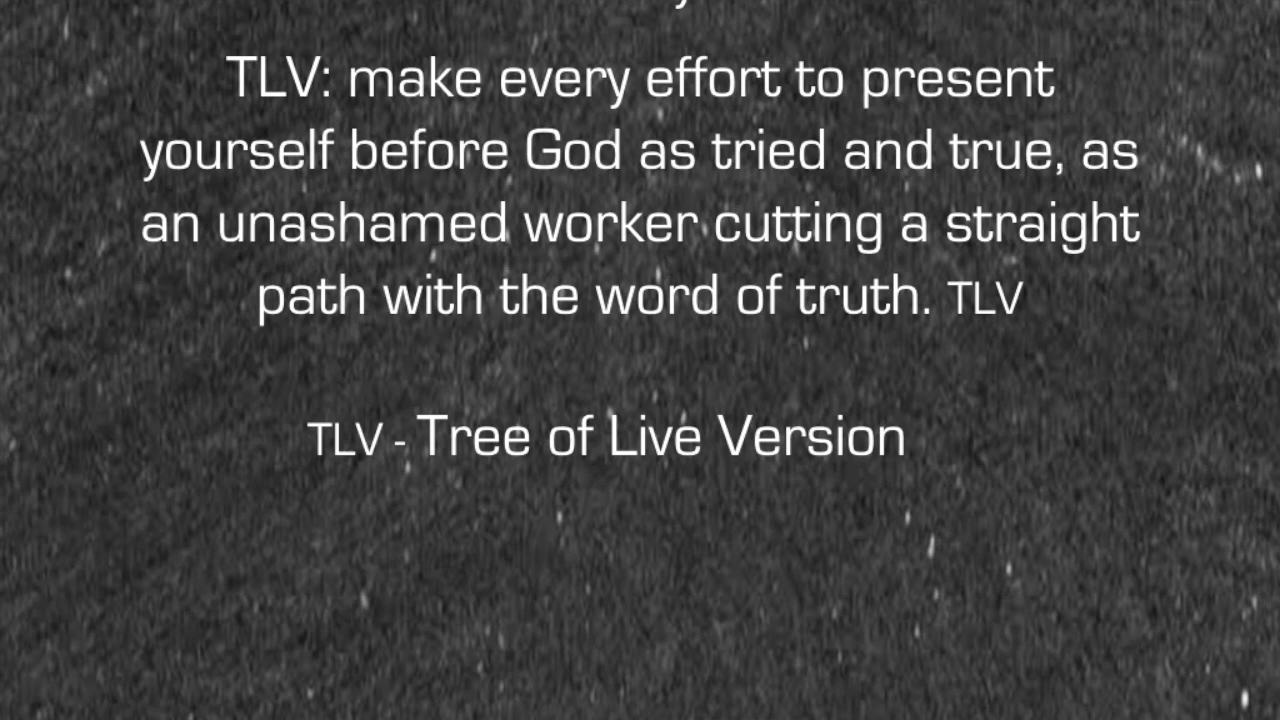 TLV: make every effort to present
yourself before God as tried and true, as
an unashamed worker cutting a straight
path with the word of truth. TLV
TLV - Tree of Live Version